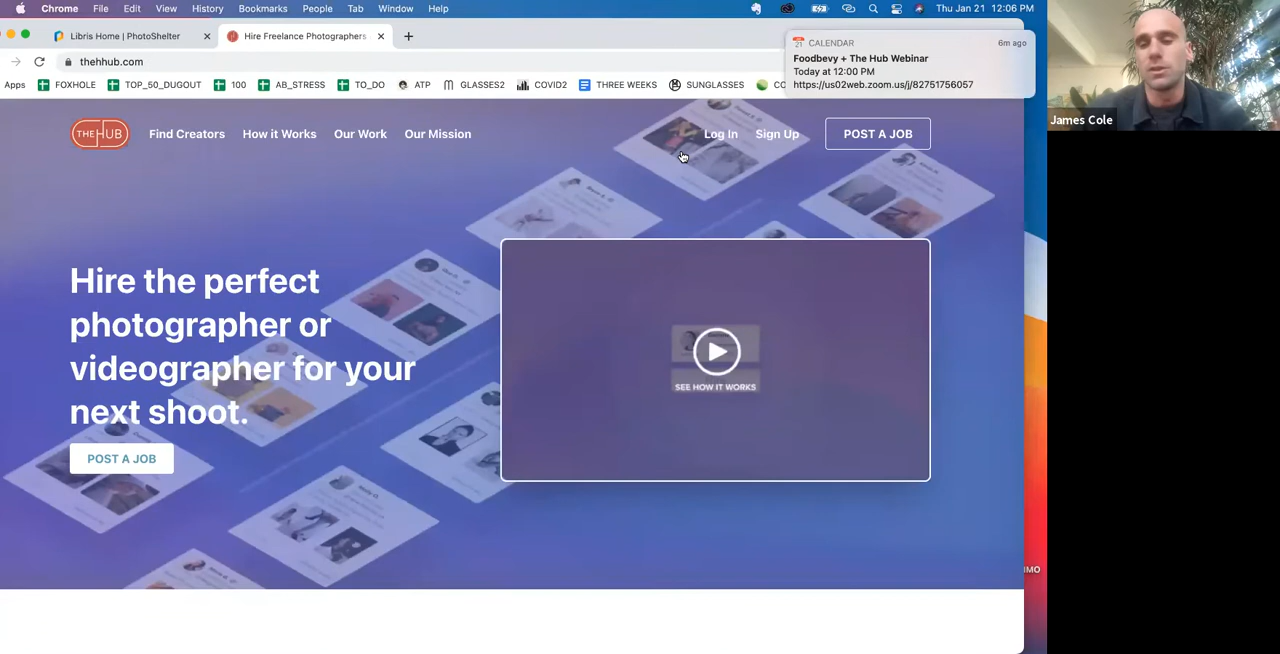 Chrome File Edit View History Bookmarks People Tab Window Help Thu Jan 21 12:06 PM
Libris Home | PhotoShelter
Hire Freelance Photographers
CALENDAR 6m ago
Foodbevy + The Hub Webinar
Today at 12:00 PM
https://us02web.zoom.us/j/82751756057
thehhub.com
Apps FOXHOLE TOP_50_DUGOUT 100 AB_STRESS TO_DO ATP GLASSES2 COVID2 THREE WEEKS SUNGLASSES
James Cole
THE HUB Find Creators How it Works Our Work Our Mission Log In Sign Up POST A JOB
Hire the perfect
photographer or
videographer for your
next shoot.
SEE HOW IT WORKS
POST A JOB